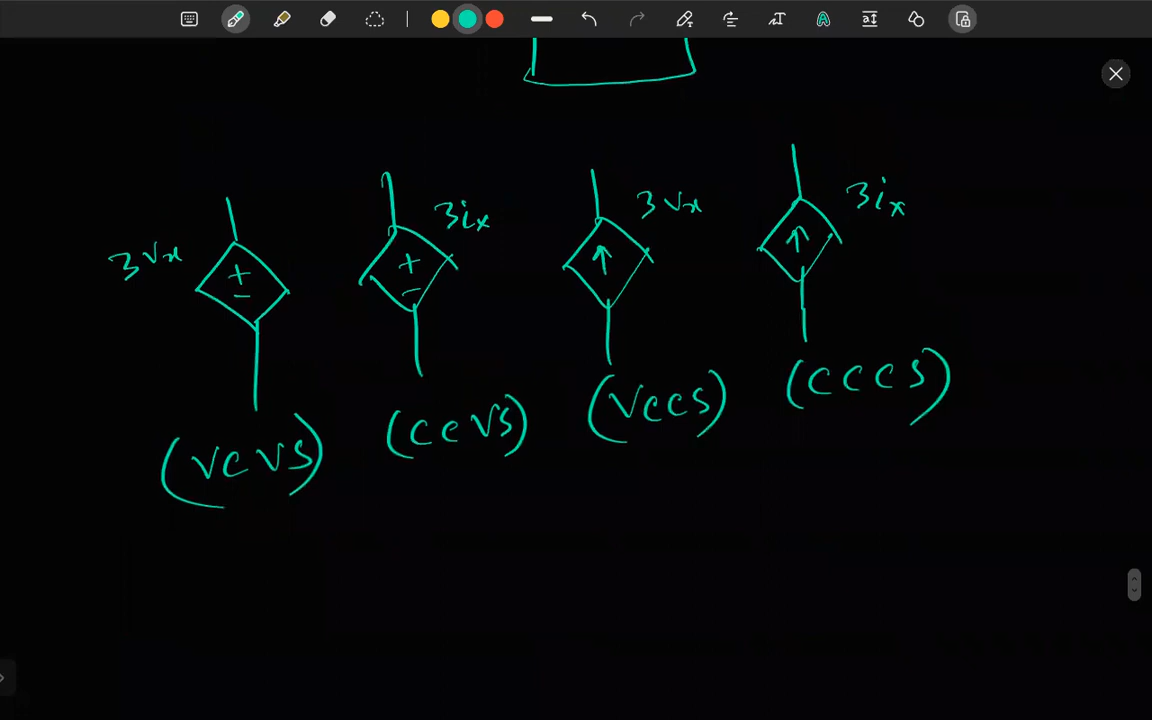 3Vx
3ix
3Vx
3ix
+
-
+
-
↑
↑
(VCVS)
(CCVS)
(VCCS)
(CCCS)